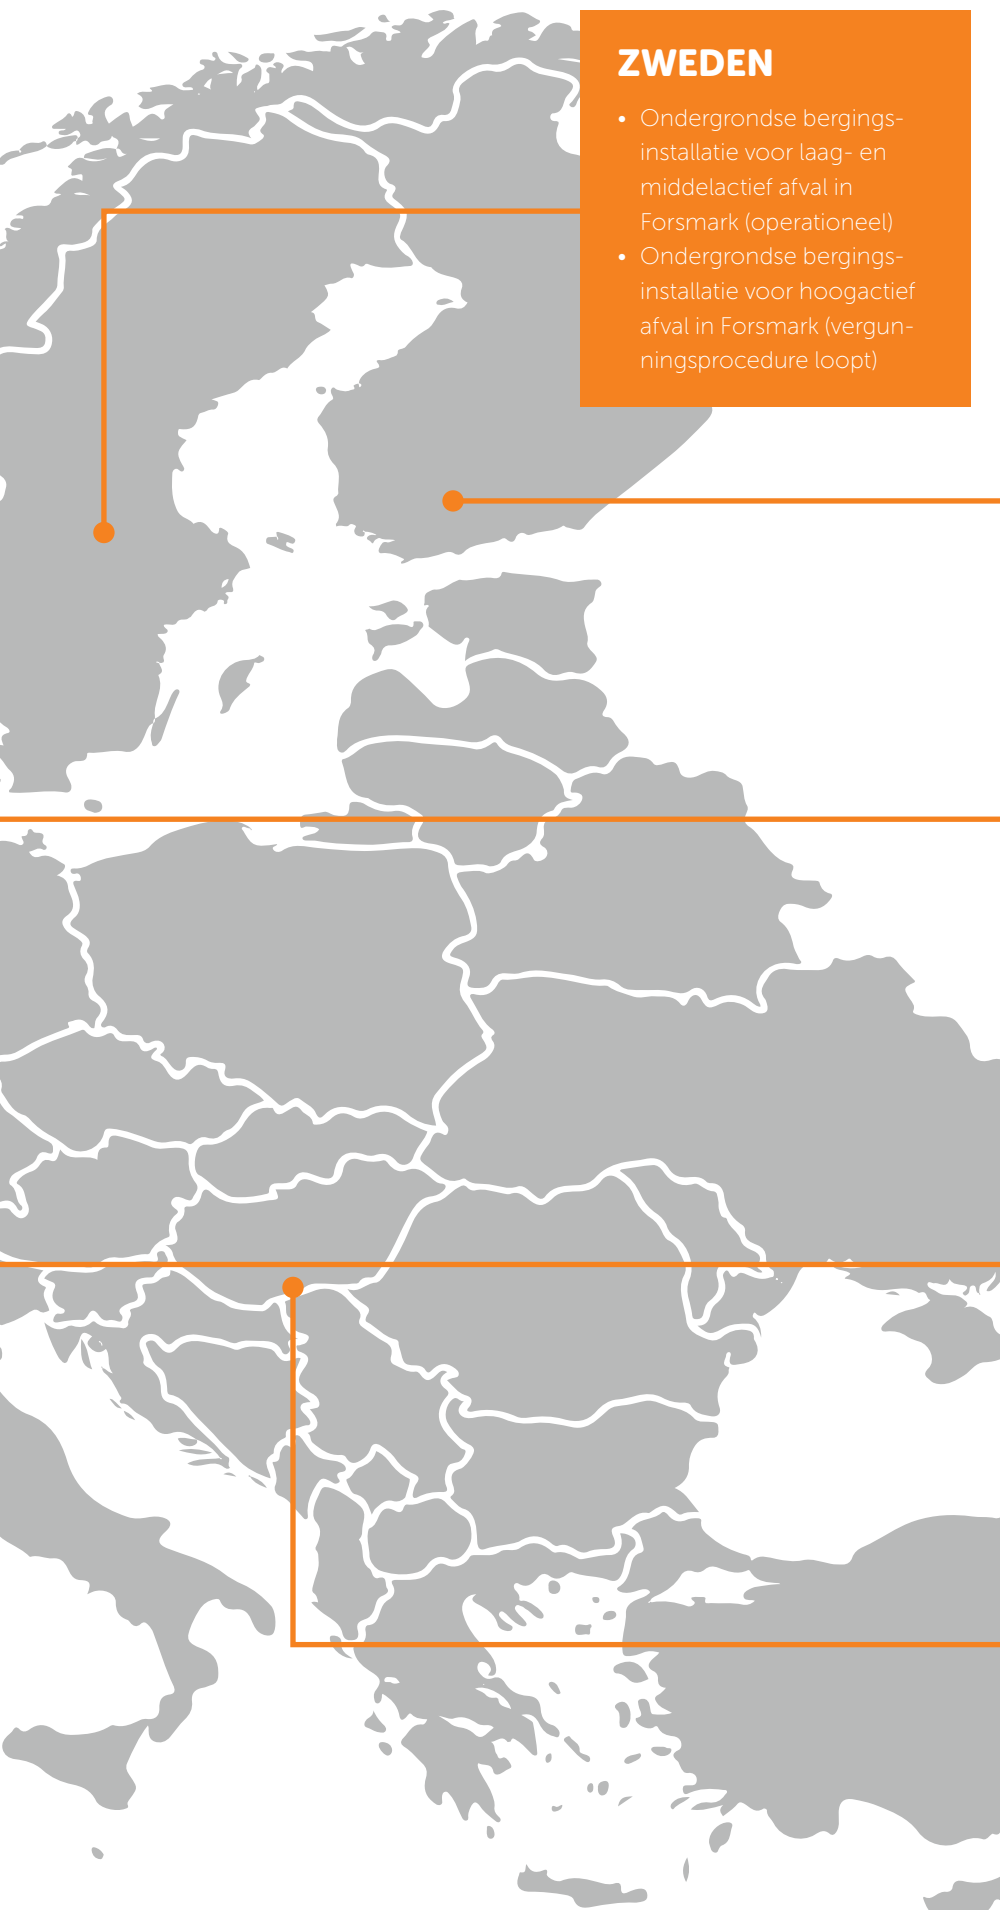 ZWEDEN
• Ondergrondse bergings-
installatie voor laag- en
middelactief afval in
Forsmark (operationeel)
• Ondergrondse bergings-
installatie voor hoogactief
afval in Forsmark (vergun-
ningsprocedure loopt)